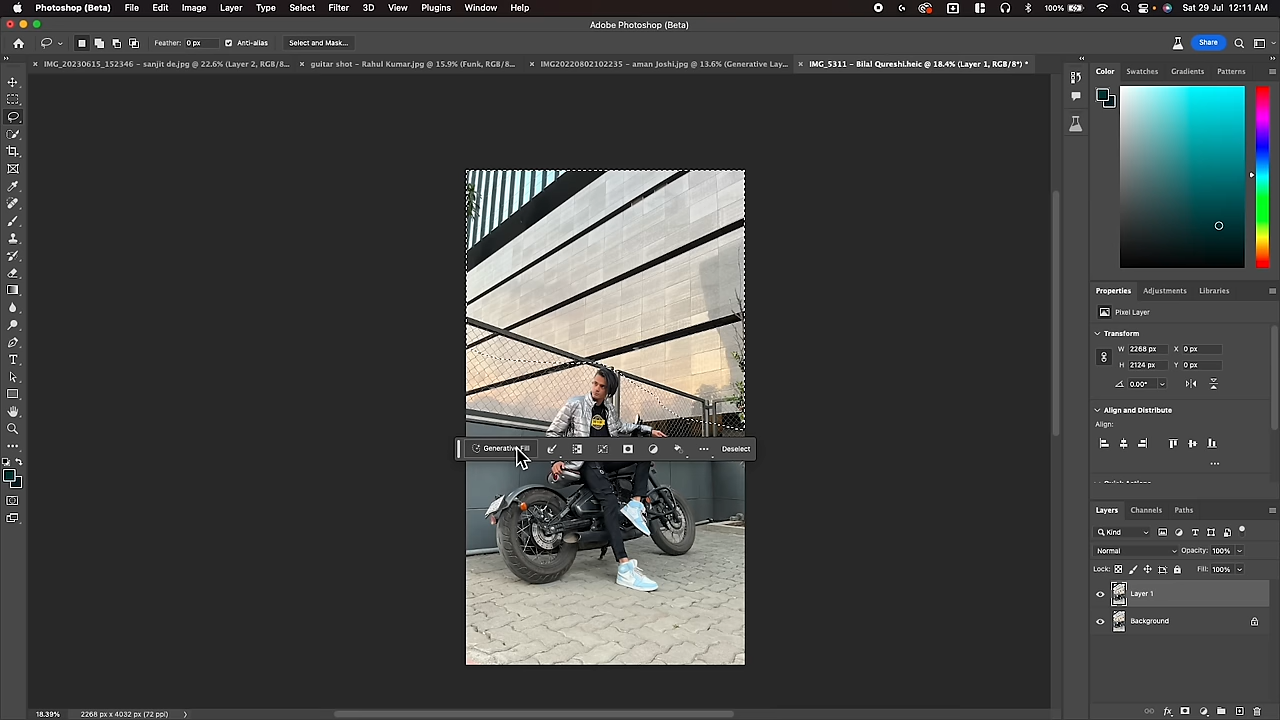 Photoshop (Beta) File Edit Image Layer Type Select Filter 3D View Plugins Window Help 100% Sat 29 Jul 12:11 AM
Adobe Photoshop (Beta)
Feather: 0 px Anti-alias Select and Mask... Share
IMG_20230615_152346 - sanjit de.jpg @ 22.6% (Layer 2, RGB/8... guitar shot - Rahul Kumar.jpg @ 15.9% (Funk, RGB/8... IMG20220802102235 - aman Joshi.jpg @ 13.6% (Generative Lay... IMG_5311 - Bilal Qureshi.heic @ 18.4% (Layer 1, RGB/8*) *
Color Swatches Gradients Patterns
Properties Adjustments Libraries
Pixel Layer
Transform
W 2268 px X 0 px
H 2124 px Y 0 px
0.00°
Align and Distribute
Align:
Generative Fill Deselect
Layers Channels Paths
Kind
Normal Opacity: 100%
Lock: Fill: 100%
Layer 1
Background
18.39% 2268 px x 4032 px (72 ppi)